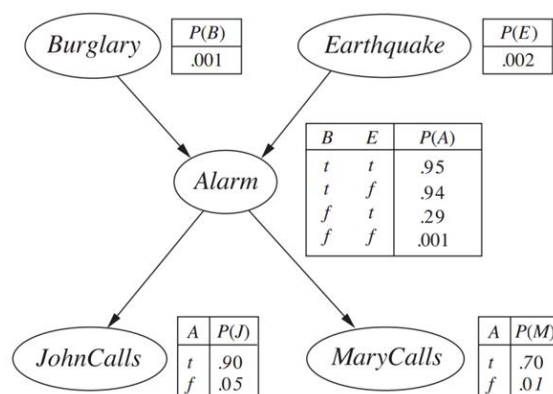 Burglary
P(B)
.001
Earthquake
P(E)
.002
Alarm
B E P(A)
t t .95
t f .94
f t .29
f f .001
JohnCalls
A P(J)
t .90
f .05
MaryCalls
A P(M)
t .70
f .01